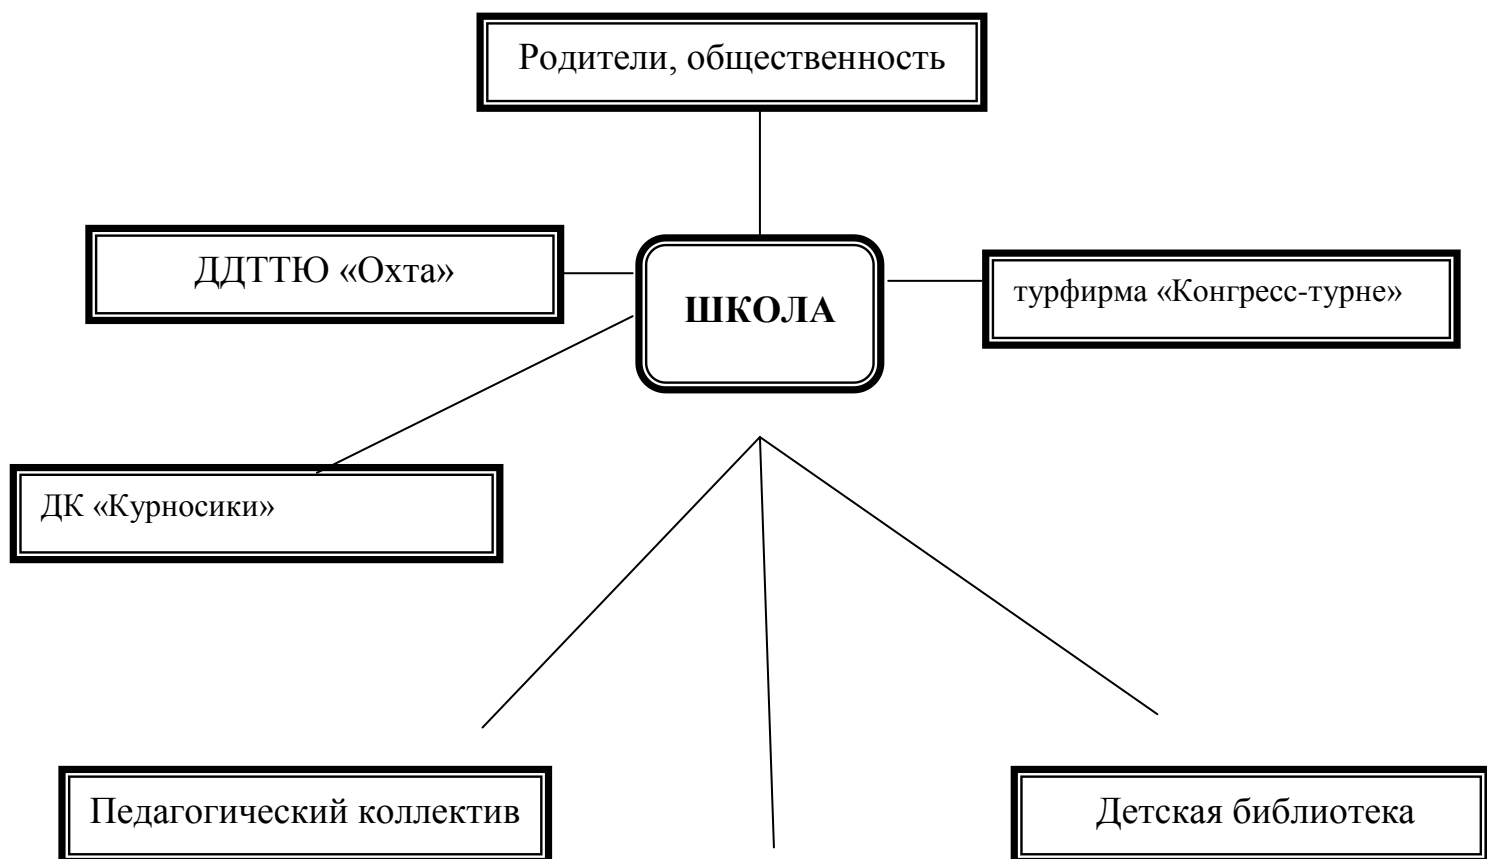 Родители, общественность
ДДТТЮ «Охта»
ШКОЛА
турфирма «Конгресс-турне»
ДК «Курносики»
Педагогический коллектив
Детская библиотека